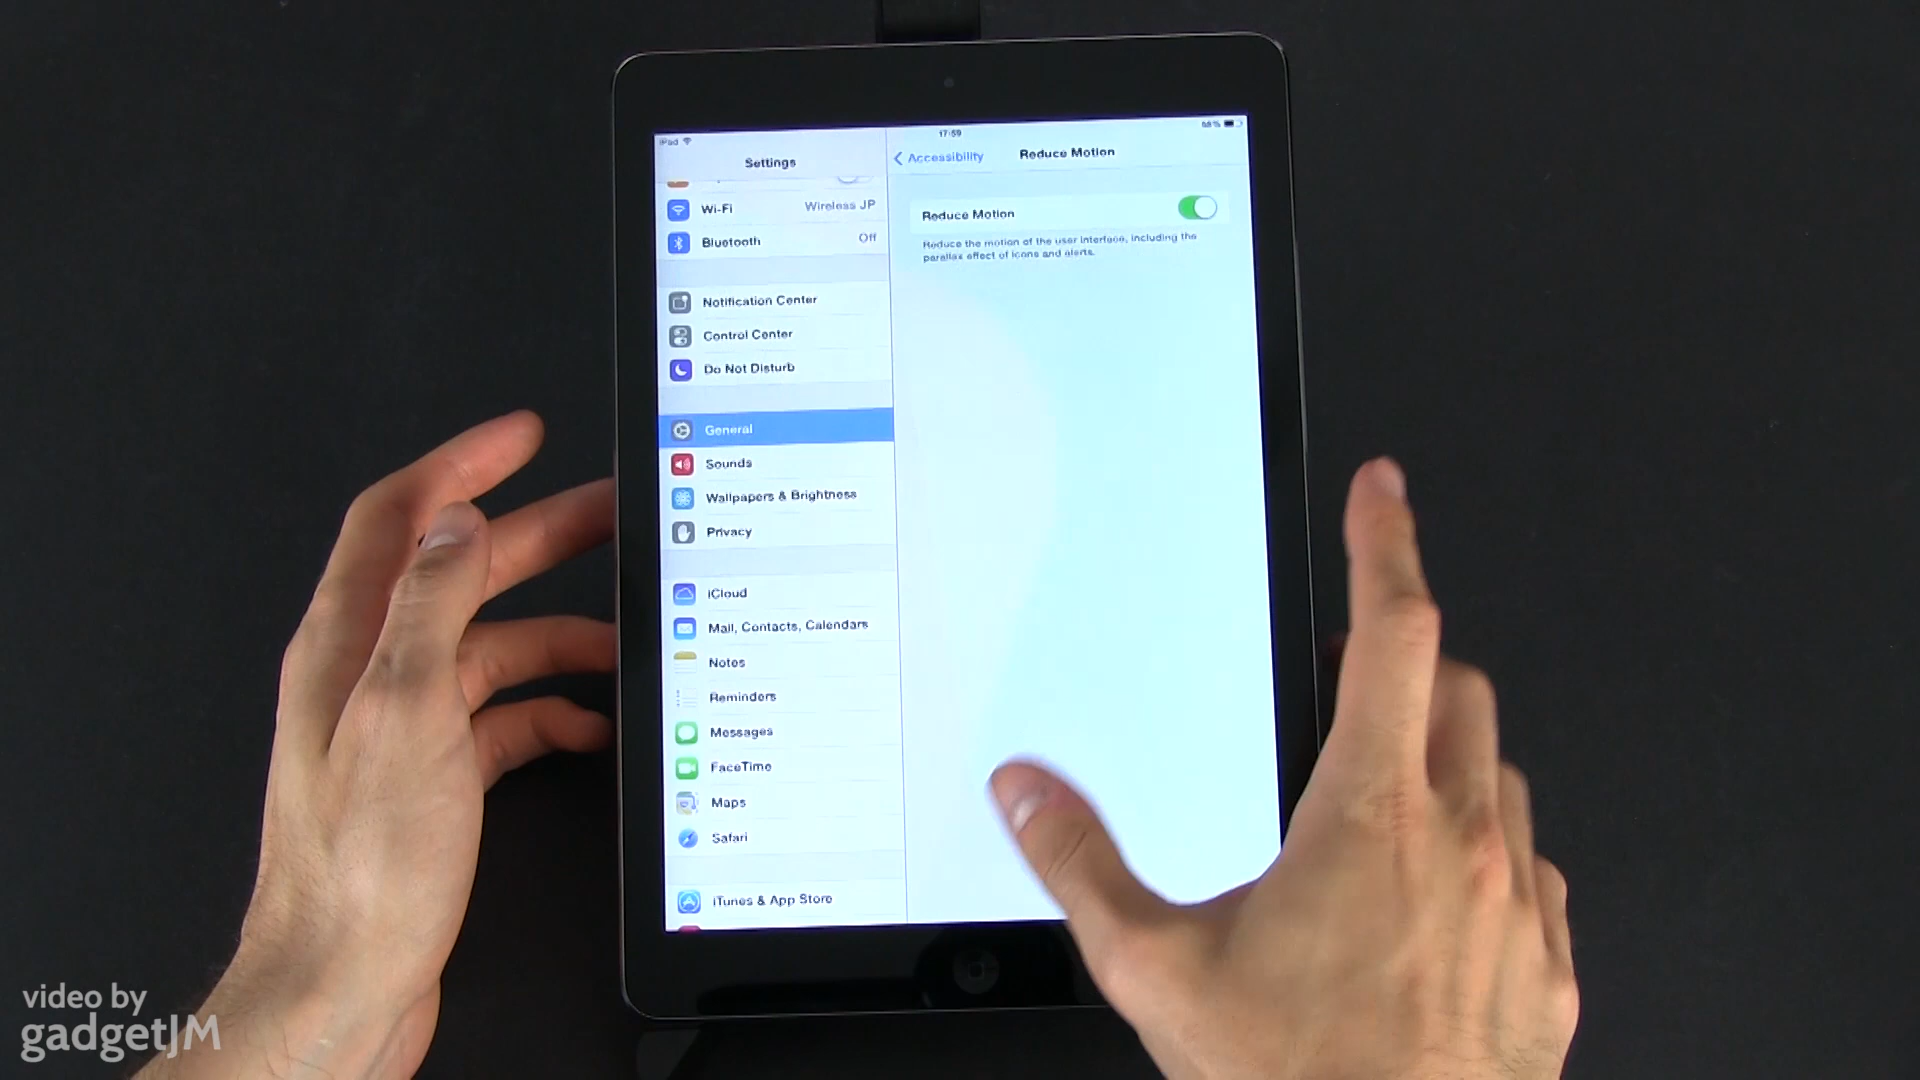 iPad
17:59
68%
Settings
Accessibility
Reduce Motion
Wi-Fi
Wireless JP
Bluetooth
Off
Reduce Motion
Reduce the motion of the user interface, including the
parallax effect of icons and alerts.
Notification Center
Control Center
Do Not Disturb
General
Sounds
Wallpapers & Brightness
Privacy
iCloud
Mail, Contacts, Calendars
Notes
Reminders
Messages
FaceTime
Maps
Safari
iTunes & App Store
video by
gadgetJM